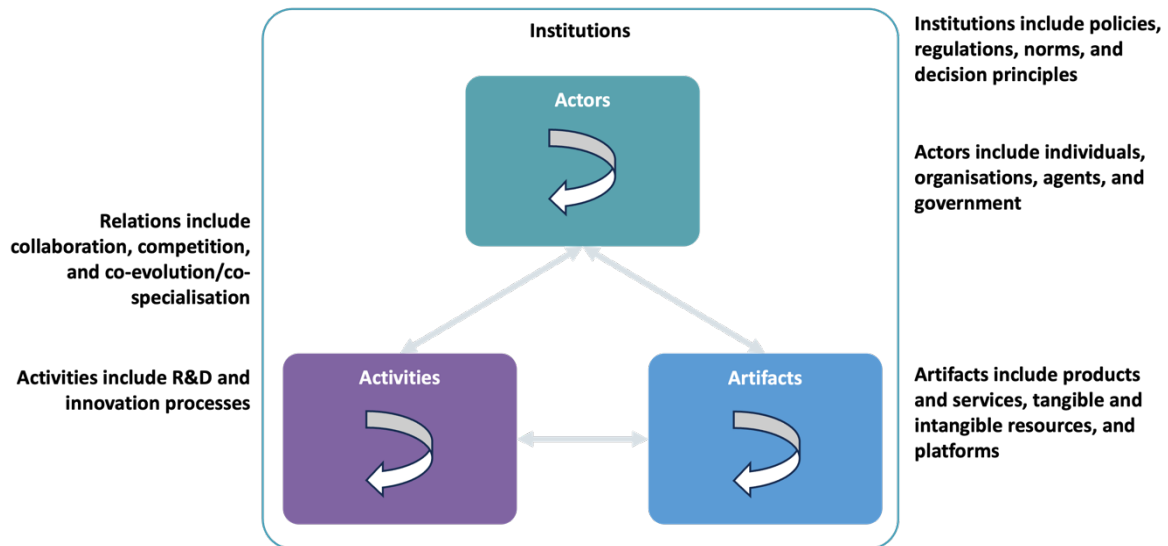 Institutions
Institutions include policies,
regulations, norms, and
decision principles
Actors
Actors include individuals,
organisations, agents, and
government
Relations include
collaboration, competition,
and co-evolution/co-
specialisation
Activities
Activities include R&D and
innovation processes
Artifacts
Artifacts include products
and services, tangible and
intangible resources, and
platforms